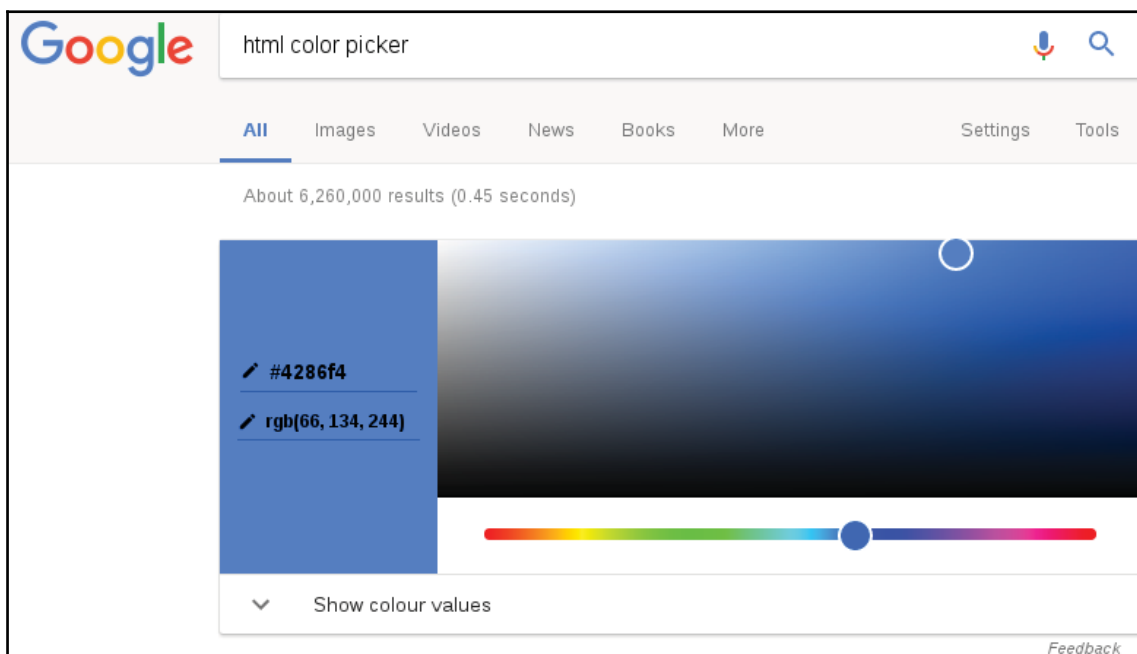 Google
html color picker
All Images Videos News Books More Settings Tools
About 6,260,000 results (0.45 seconds)
#4286f4
rgb(66, 134, 244)
Show colour values
Feedback